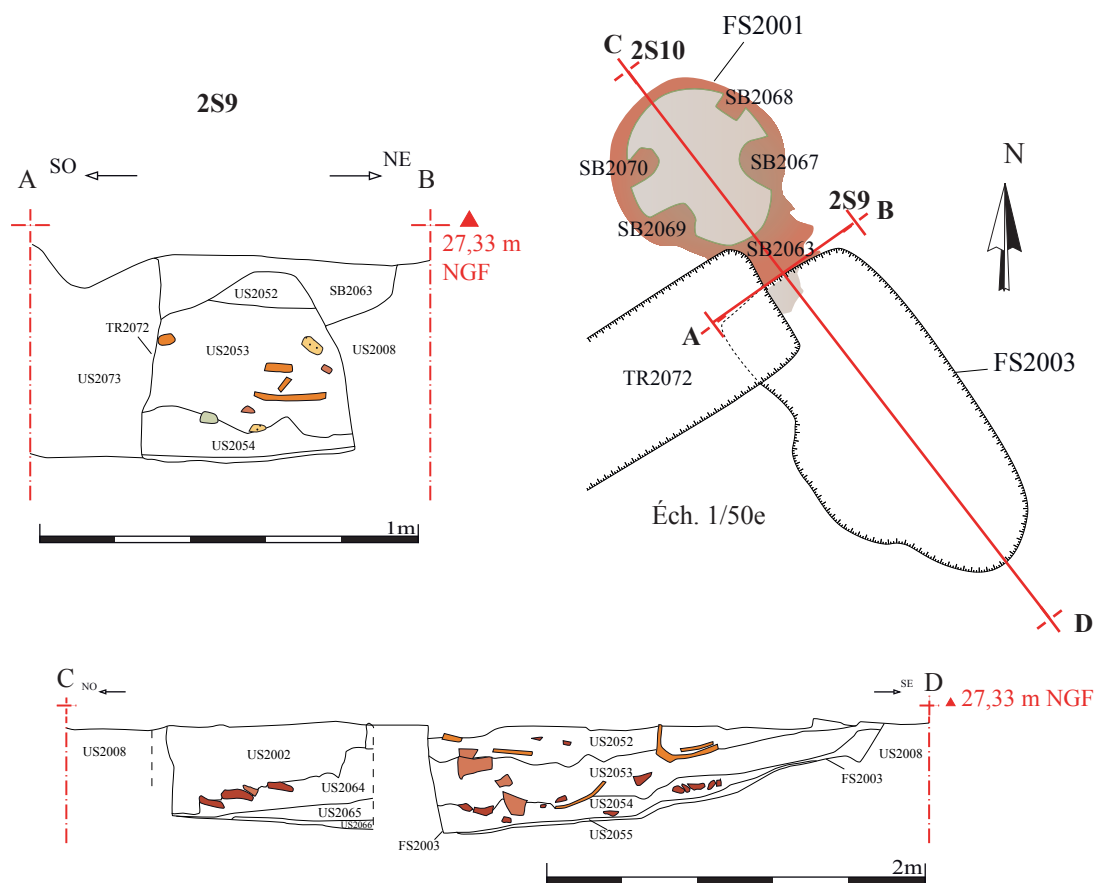 2S9
SO
NE
A
B
27,33 m
NGF
US2052
SB2063
TR2072
US2053
US2008
US2073
US2054
1m
FS2001
C
2S10
SB2068
SB2070
SB2067
N
2S9
B
SB2069
SB2063
A
TR2072
FS2003
Éch. 1/50e
D
C
NO
SE
D
27,33 m NGF
US2008
US2002
US2052
US2008
US2053
US2064
FS2003
US2054
US2065
US2066
US2055
FS2003
2m